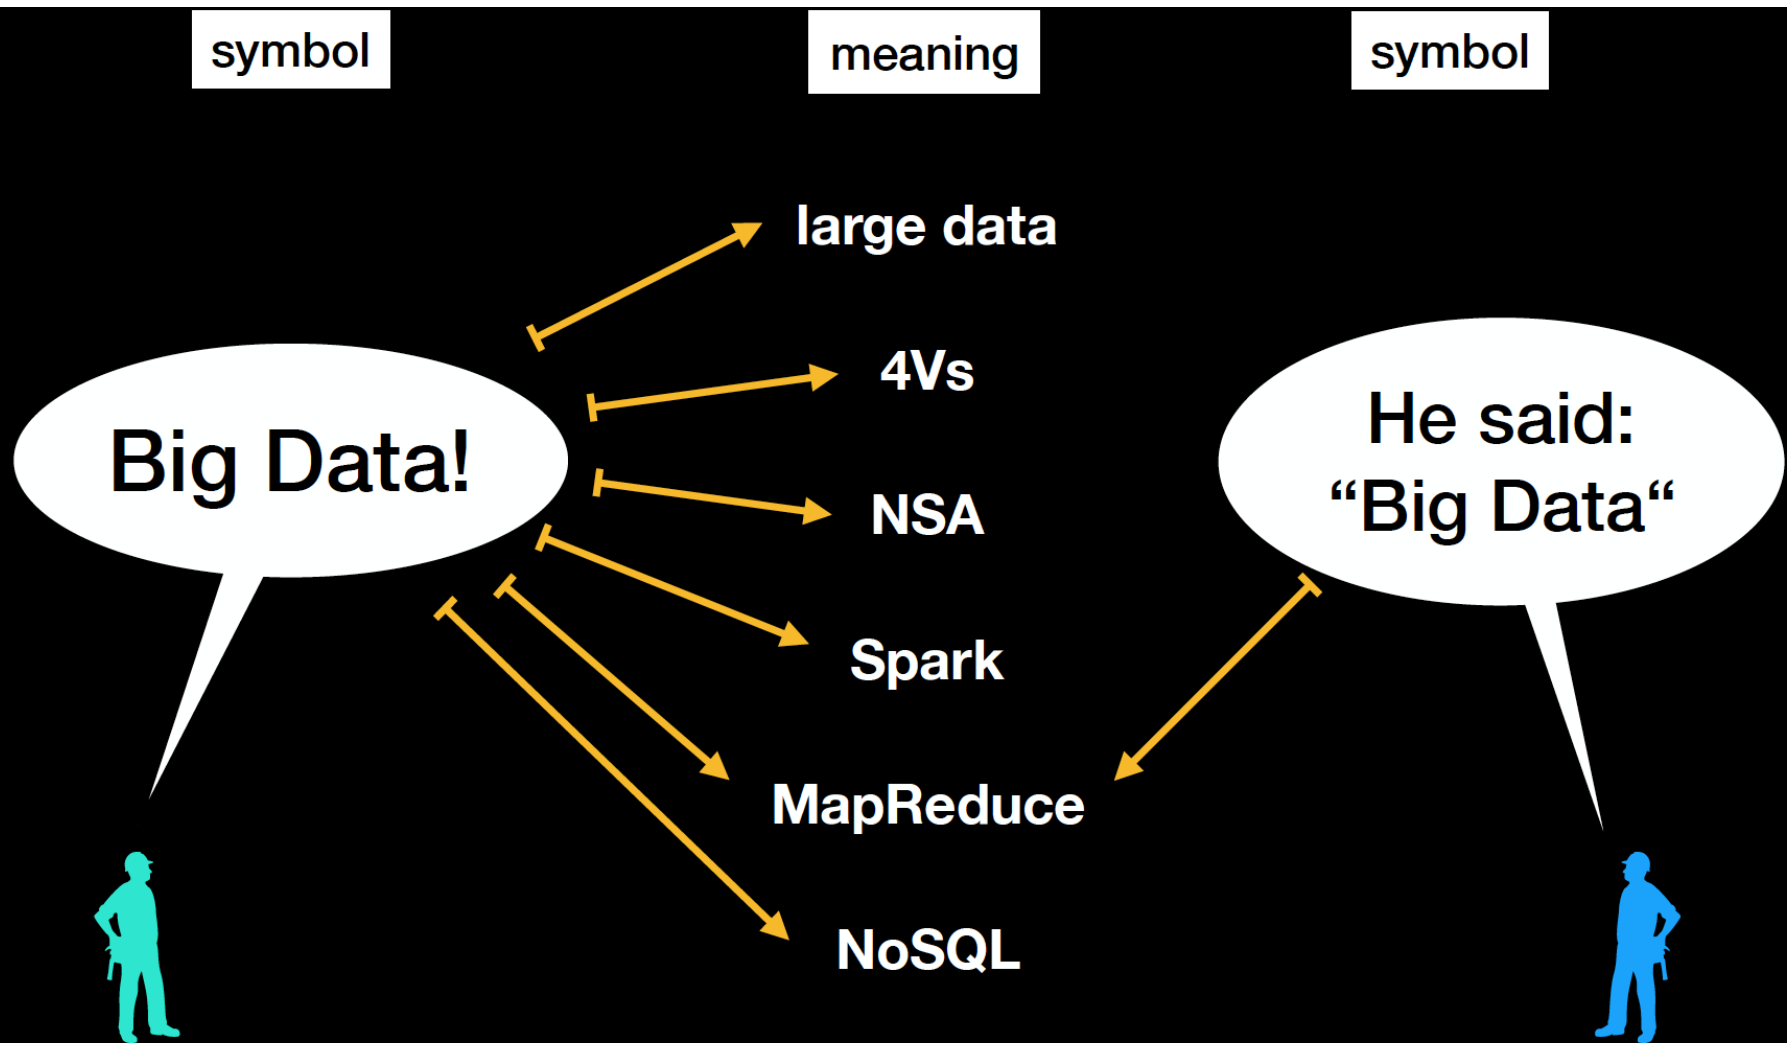 symbol
meaning
symbol
large data
4Vs
NSA
Spark
MapReduce
NoSQL
Big Data!
He said:
“Big Data“